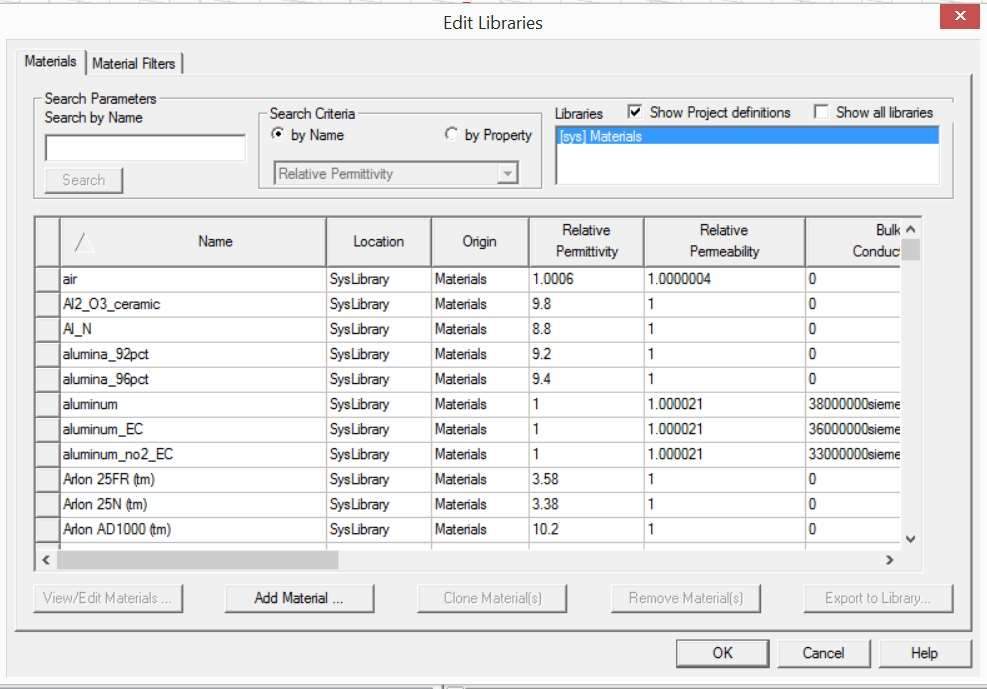 Edit Libraries
Materials Material Filters
Search Parameters
Search by Name
Search
Search Criteria
by Name by Property
Relative Permittivity
Libraries Show Project definitions Show all libraries
[sys] Materials
Name Location Origin Relative Permittivity Relative Permeability Bulk Conduc
air SysLibrary Materials 1.0006 1.0000004 0
Al2_O3_ceramic SysLibrary Materials 9.8 1 0
Al_N SysLibrary Materials 8.8 1 0
alumina_92pct SysLibrary Materials 9.2 1 0
alumina_96pct SysLibrary Materials 9.4 1 0
aluminum SysLibrary Materials 1 1.000021 38000000sieme
aluminum_EC SysLibrary Materials 1 1.000021 36000000sieme
aluminum_no2_EC SysLibrary Materials 1 1.000021 33000000sieme
Arlon 25FR (tm) SysLibrary Materials 3.58 1 0
Arlon 25N (tm) SysLibrary Materials 3.38 1 0
Arlon AD1000 (tm) SysLibrary Materials 10.2 1 0
View/Edit Materials ... Add Material ... Clone Material(s) Remove Material(s) Export to Library...
OK Cancel Help